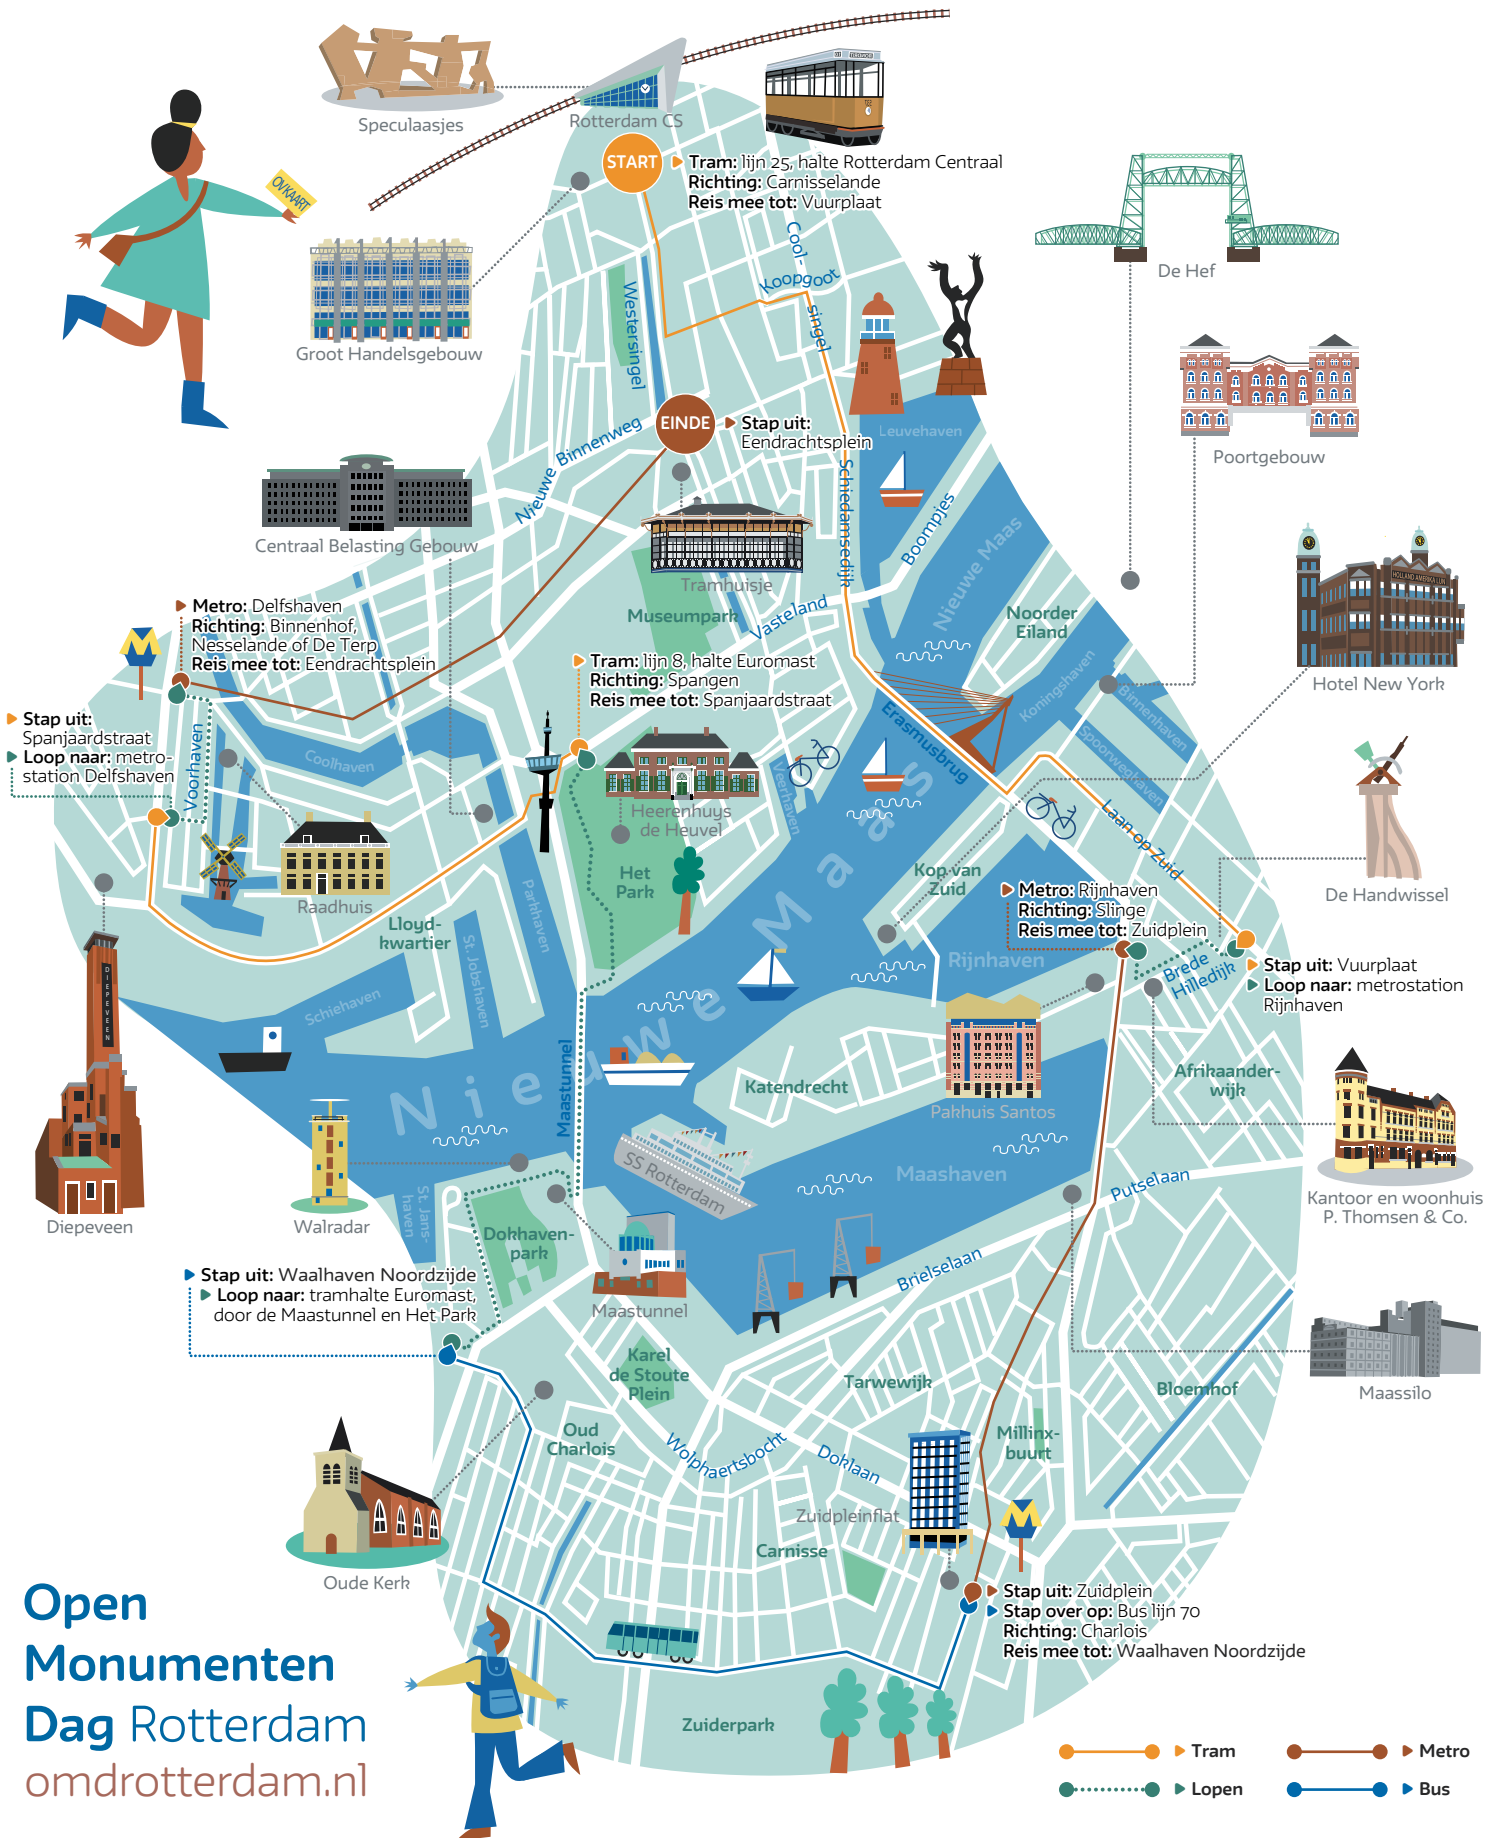 Speculaasjes
Rotterdam CS
START
Tram: lijn 25, halte Rotterdam Centraal
Richting: Carnisselande
Reis mee tot: Vuurplaat
OVKAART
Groot Handelsgebouw
De Hef
Cool-
singel
Koopgoot
Westersingel
Poortgebouw
EINDE
Stap uit:
Eendrachtsplein
Leuvehaven
Nieuwe Binnenweg
Schiedamsedijk
Boompjes
Nieuwe Maas
Centraal Belasting Gebouw
Tramhuisje
HOLLAND AMERIKA LIJN
Hotel New York
Metro: Delfshaven
Richting: Binnenhof,
Nesselande of De Terp
Reis mee tot: Eendrachtsplein
Museumpark
Vasteland
Noorder
Eiland
M
Tram: lijn 8, halte Euromast
Richting: Spangen
Reis mee tot: Spanjaardstraat
Koningshaven
Binnenhaven
Spoorweghaven
Erasmusbrug
Stap uit:
Spanjaardstraat
Loop naar: metro-
station Delfshaven
Voorhaven
Coolhaven
Heerenhuys
de Heuvel
Veerhaven
Laan op Zuid
De Handwissel
Raadhuis
Het
Park
Kop van
Zuid
Metro: Rijnhaven
Richting: Slinge
Reis mee tot: Zuidplein
Lloyd-
kwartier
Parkhaven
St. Jobshaven
Schiehaven
Rijnhaven
Brede
Hilledijk
Stap uit: Vuurplaat
Loop naar: metrostation
Rijnhaven
DIEPEVEEN
Diepeveen
Nieuwe Maas
Maastunnel
Katendrecht
Pakhuis Santos
Afrikaander-
wijk
Walradar
SS Rotterdam
Maashaven
Putselaan
Kantoor en woonhuis
P. Thomsen & Co.
St. Jans-
haven
Dokhaven-
park
Maastunnel
Brielselaan
Stap uit: Waalhaven Noordzijde
Loop naar: tramhalte Euromast,
door de Maastunnel en Het Park
Maassilo
Karel
de Stoute
Plein
Tarwewijk
Bloemhof
Oud
Charlois
Wolphaertsbocht
Doklaan
Millinx-
buurt
Zuidpleinflat
M
Carnisse
Oude Kerk
Stap uit: Zuidplein
Stap over op: Bus lijn 70
Richting: Charlois
Reis mee tot: Waalhaven Noordzijde
Zuiderpark
Open
Monumenten
Dag Rotterdam
omdrotterdam.nl
Tram
Metro
Lopen
Bus